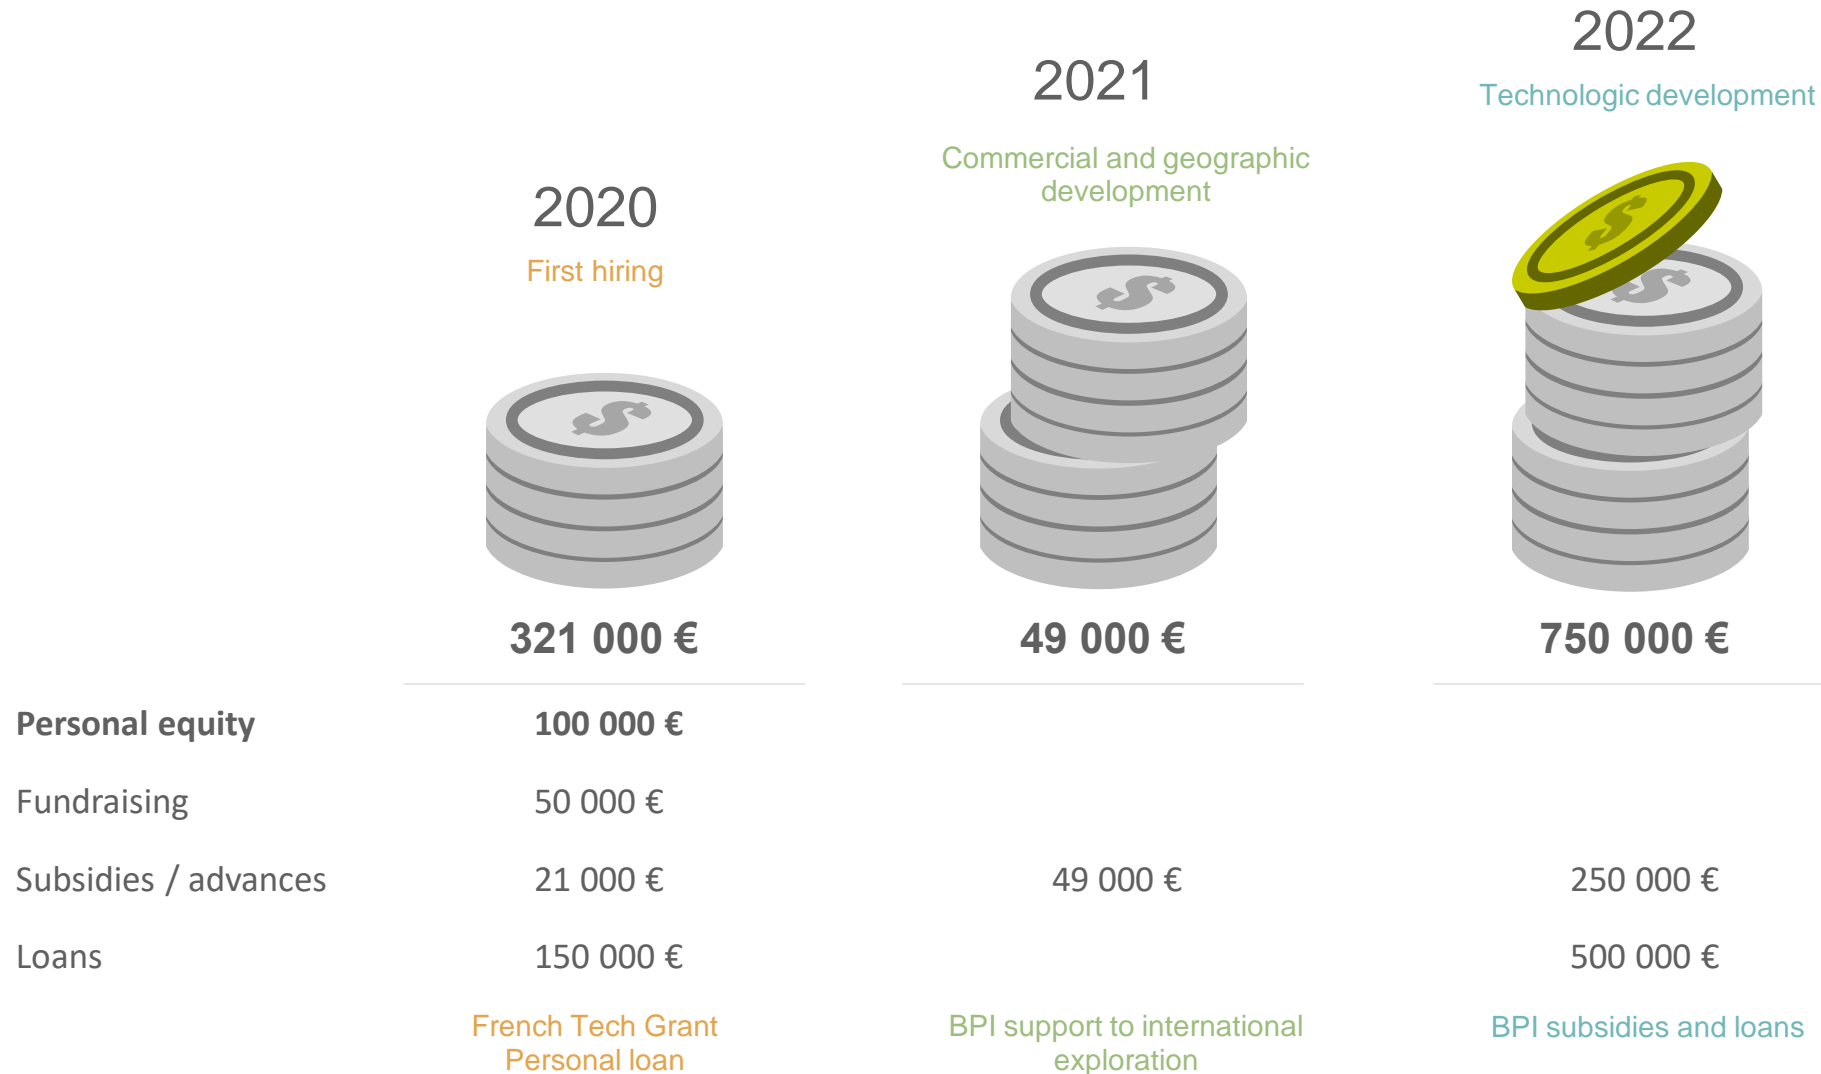 2020
First hiring
2021
Commercial and geographic
development
2022
Technologic development
321 000 €
49 000 €
750 000 €
Personal equity
100 000 €
Fundraising
50 000 €
Subsidies / advances
21 000 €
49 000 €
250 000 €
Loans
150 000 €
500 000 €
French Tech Grant
Personal loan
BPI support to international
exploration
BPI subsidies and loans